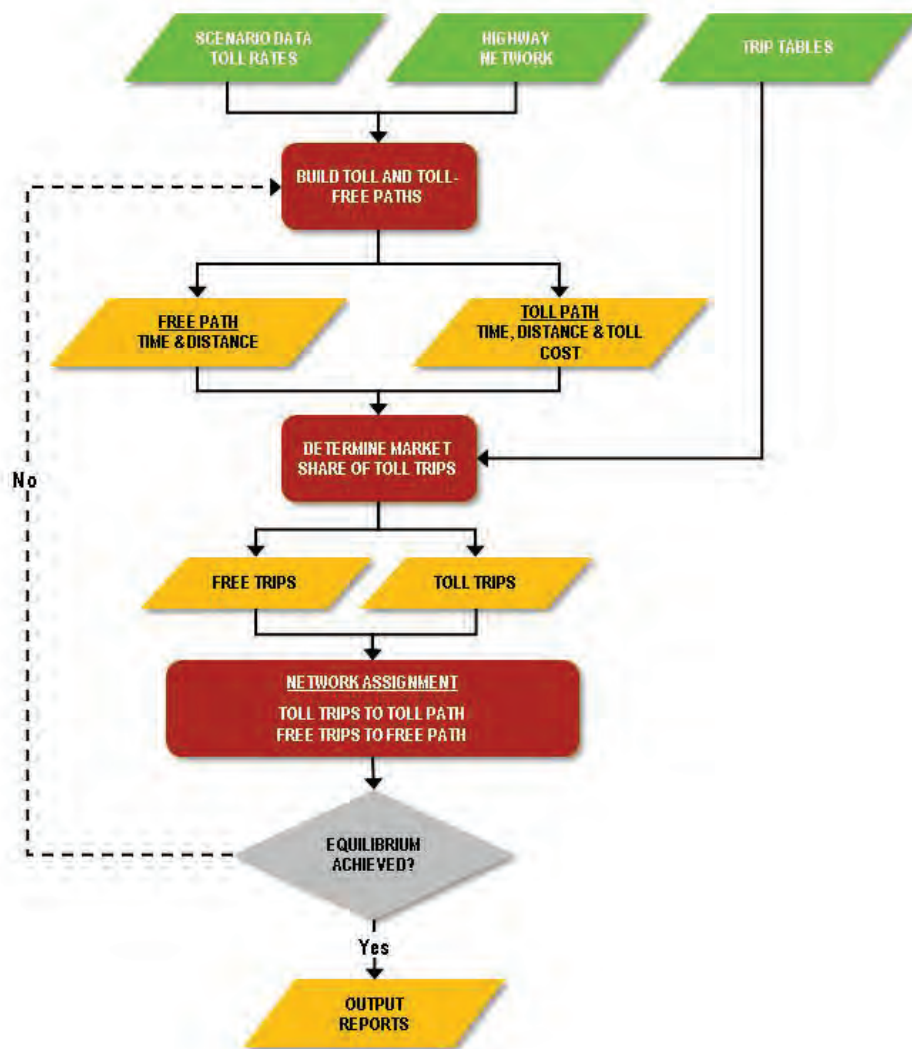 SCENARIO DATA
TOLL RATES
HIGHWAY
NETWORK
TRIP TABLES
BUILD TOLL AND TOLL-
FREE PATHS
FREE PATH
TIME & DISTANCE
TOLL PATH
TIME, DISTANCE & TOLL
COST
DETERMINE MARKET
SHARE OF TOLL TRIPS
No
FREE TRIPS
TOLL TRIPS
NETWORK ASSIGNMENT
TOLL TRIPS TO TOLL PATH
FREE TRIPS TO FREE PATH
EQUILIBRIUM
ACHIEVED?
Yes
OUTPUT
REPORTS